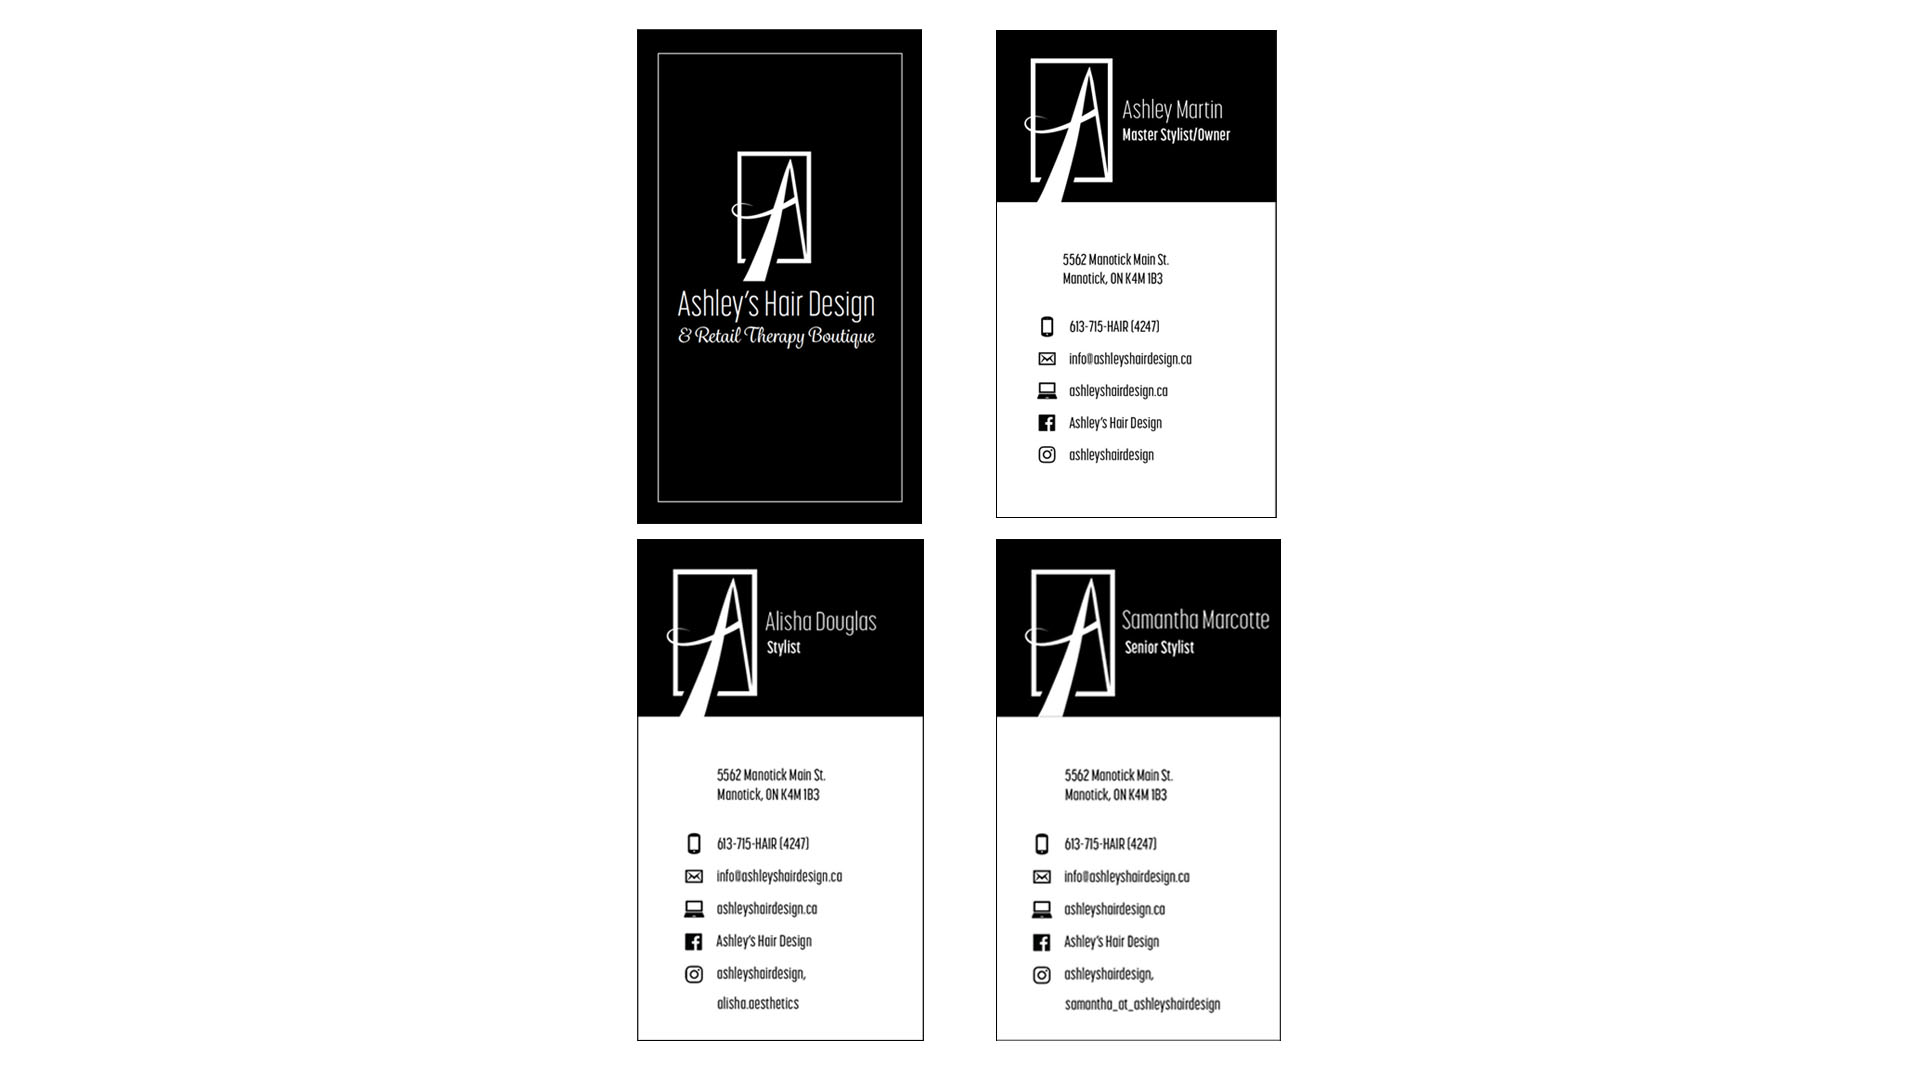 A
Ashley's Hair Design
& Retail Therapy Boutique
A
Ashley Martin
Master Stylist/Owner
5562 Manotick Main St.
Manotick, ON K4M 1B3
613-715-HAIR (4247)
info@ashleyshairdesign.ca
ashleyshairdesign.ca
Ashley's Hair Design
ashleyshairdesign
A
Alisha Douglas
Stylist
5562 Manotick Main St.
Manotick, ON K4M 1B3
613-715-HAIR (4247)
info@ashleyshairdesign.ca
ashleyshairdesign.ca
Ashley's Hair Design
ashleyshairdesign,
alisha.aesthetics
A
Samantha Marcotte
Senior Stylist
5562 Manotick Main St.
Manotick, ON K4M 1B3
613-715-HAIR (4247)
info@ashleyshairdesign.ca
ashleyshairdesign.ca
Ashley's Hair Design
ashleyshairdesign,
samantha_at_ashleyshairdesign